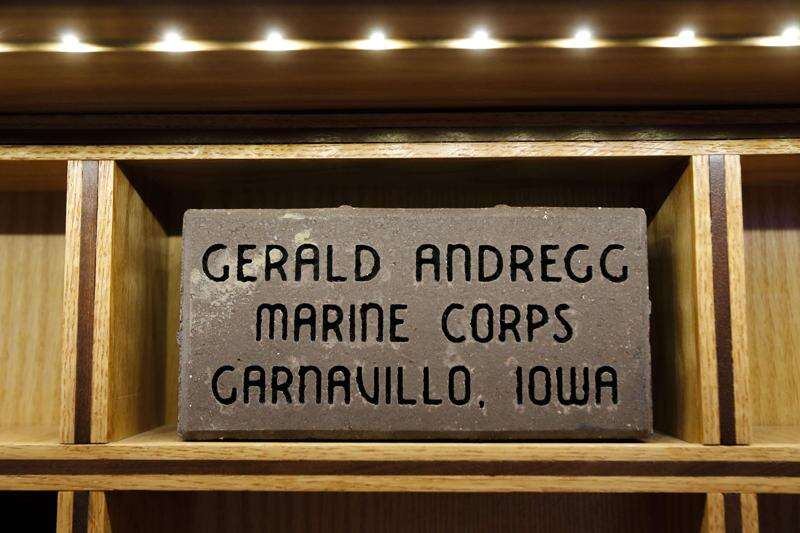 GERALD ANDREGG
MARINE CORPS
GARNAVILLO, IOWA